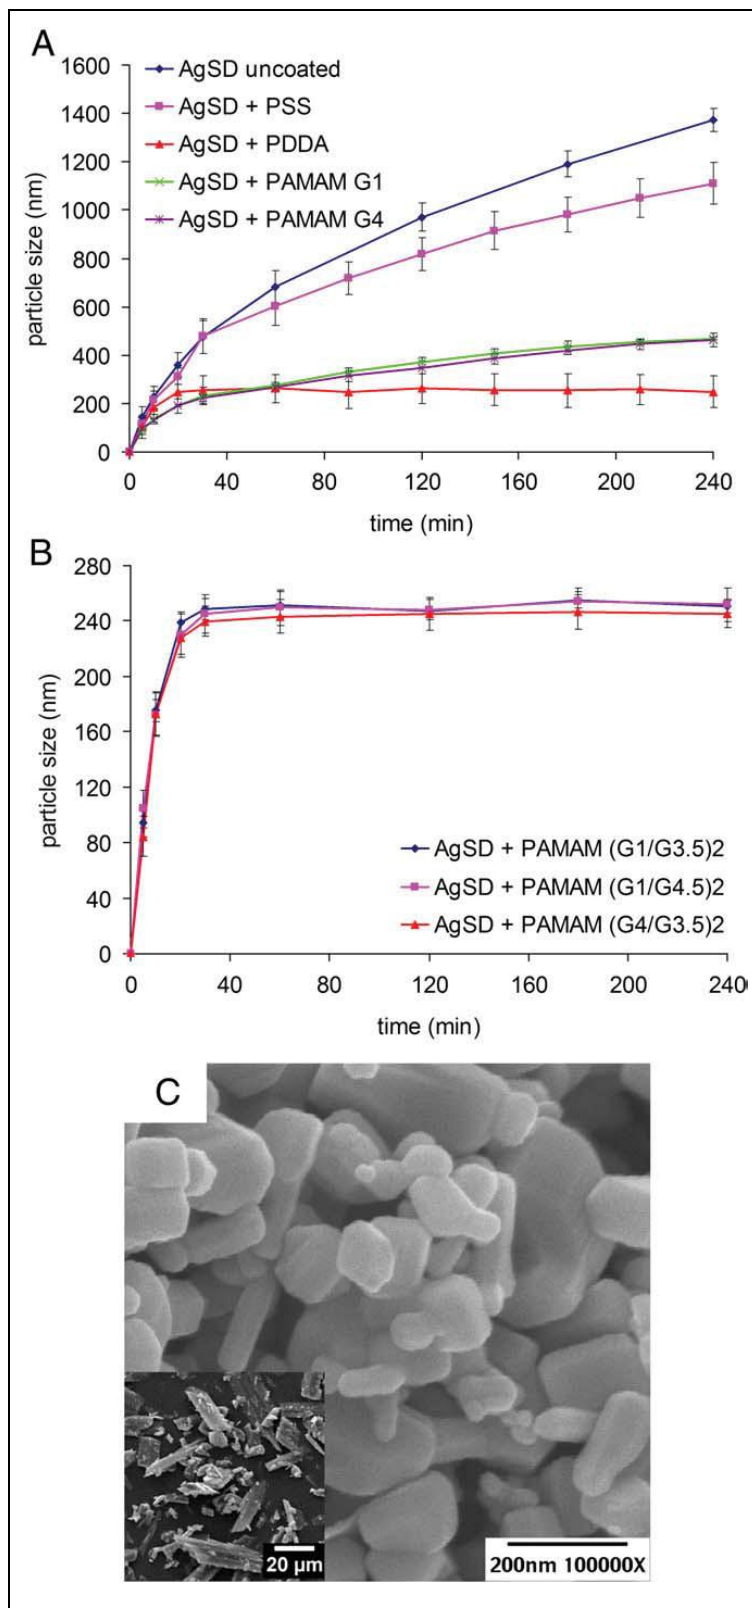 A
1600
1400
1200
1000
800
600
400
200
0
particle size (nm)
AgSD uncoated
AgSD + PSS
AgSD + PDDA
AgSD + PAMAM G1
AgSD + PAMAM G4
0 40 80 120 160 200 240
time (min)
B
280
240
200
160
120
80
40
0
particle size (nm)
AgSD + PAMAM (G1/G3.5)2
AgSD + PAMAM (G1/G4.5)2
AgSD + PAMAM (G4/G3.5)2
0 40 80 120 160 200 240
time (min)
C
20 µm
200nm 100000X